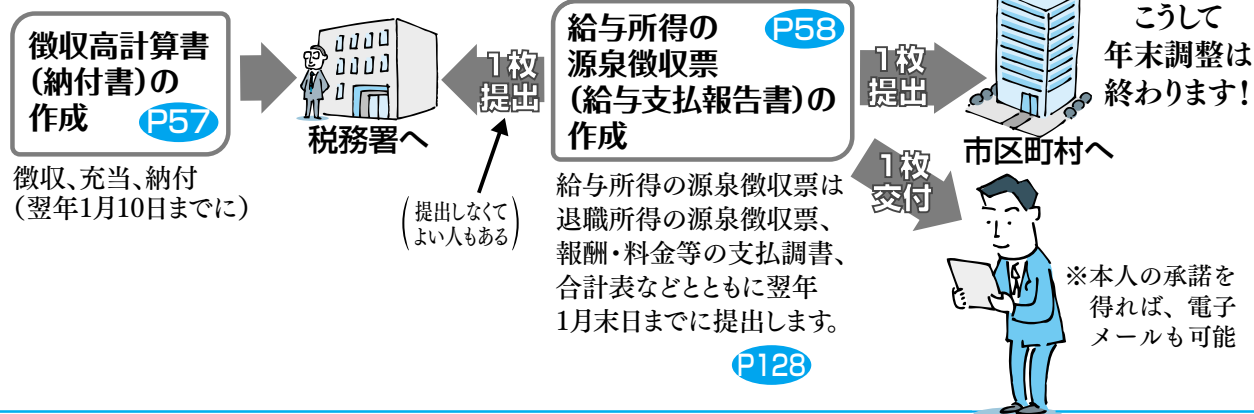 徴収高計算書
(納付書)の
作成 P57
徴収、充当、納付
(翌年1月10日までに)
税務署へ
1枚
提出
(提出しなくて
よい人もある)
給与所得の P58
源泉徴収票
(給与支払報告書)の
作成
給与所得の源泉徴収票は
退職所得の源泉徴収票、
報酬・料金等の支払調書、
合計表などとともに翌年
1月末日までに提出します。
P128
1枚
提出
市区町村へ
1枚
交付
こうして
年末調整は
終わります!
※本人の承諾を
得れば、電子
メールも可能